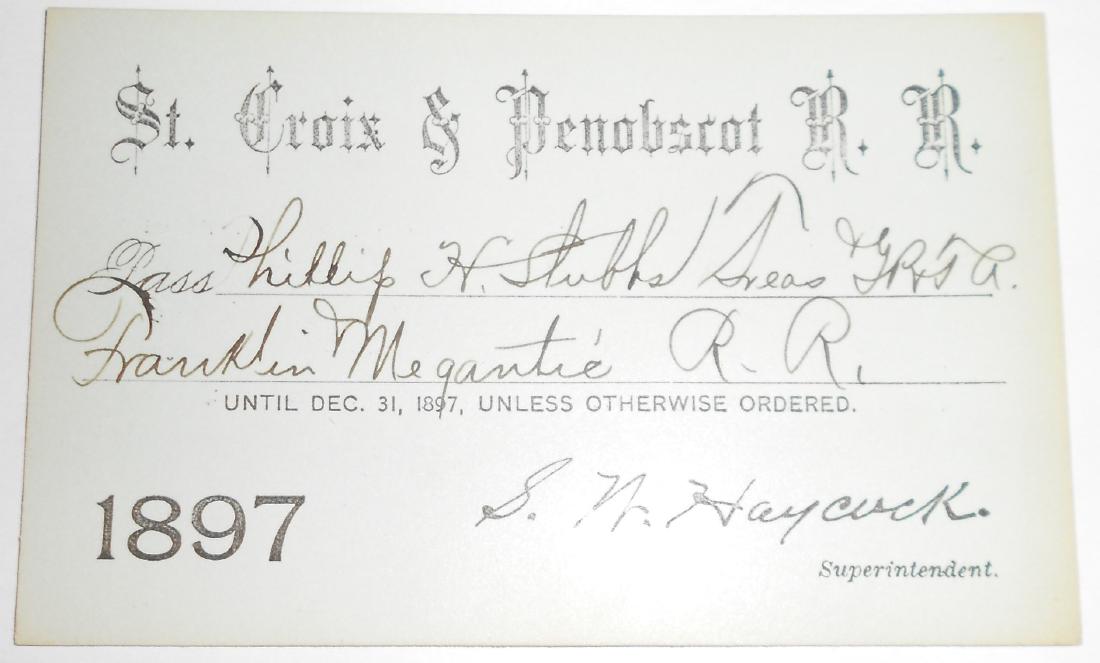 St. Croix & Penobscot R. R.
Pass Phillip H. Stubbs Treas & G P & T A.
Franklin Megantic R. R.
UNTIL DEC. 31, 1897, UNLESS OTHERWISE ORDERED.
1897
S. W. Haycock.
Superintendent.